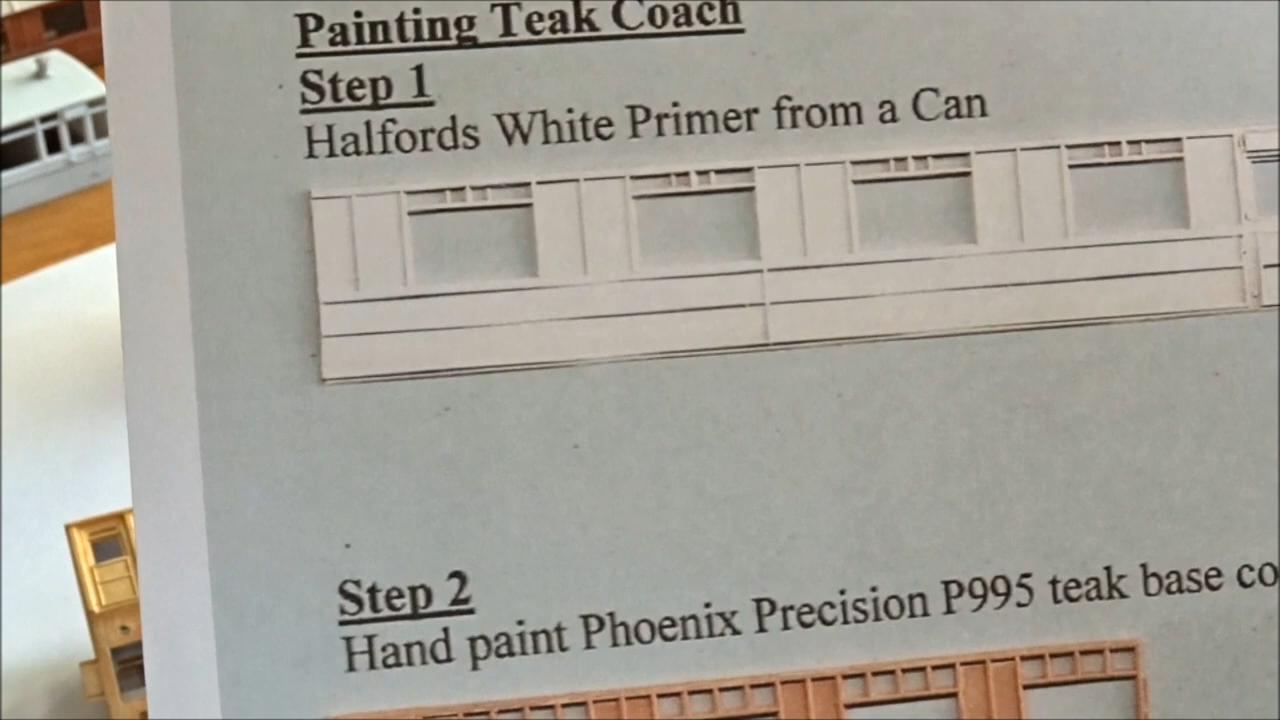 Painting Teak Coach
Step 1
Halfords White Primer from a Can
Step 2
Hand paint Phoenix Precision P995 teak base co